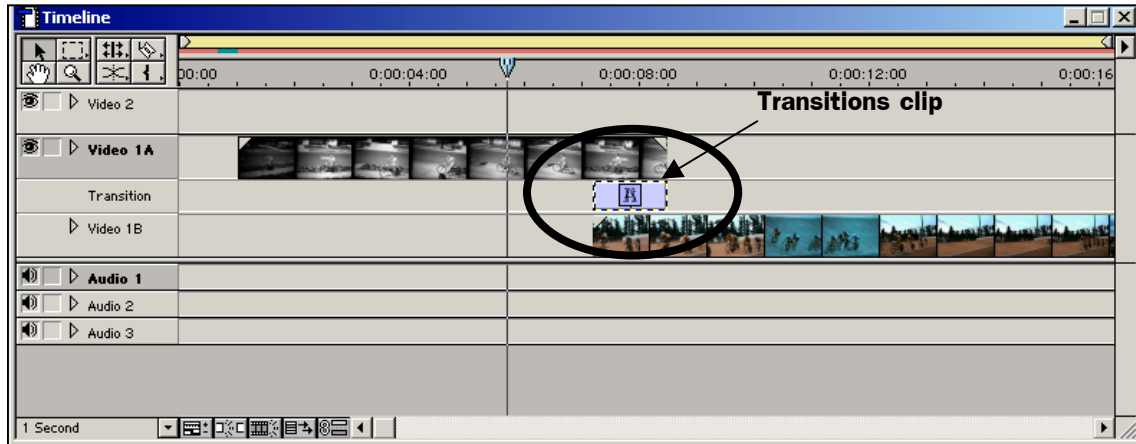 Timeline
00:00 0:00:04:00 0:00:08:00 0:00:12:00 0:00:16
Video 2
Transitions clip
Video 1A
Transition
Video 1B
Audio 1
Audio 2
Audio 3
1 Second